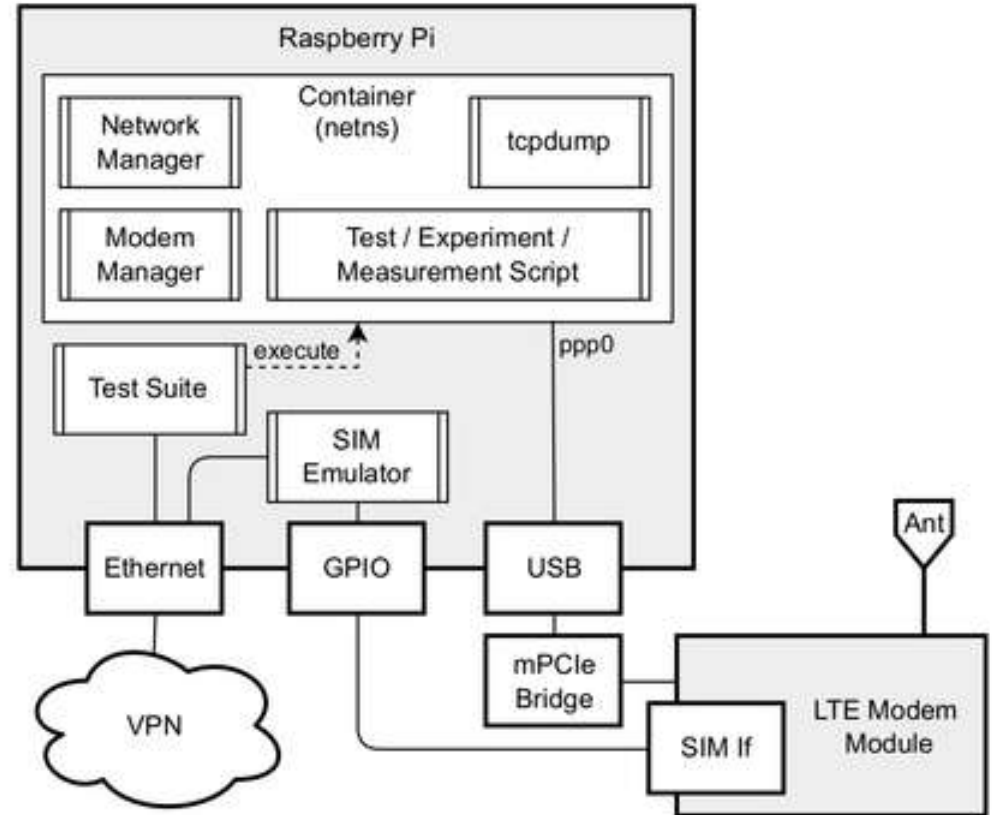 Raspberry Pi
Container
(netns)
Network
Manager
tcpdump
Modem
Manager
Test / Experiment /
Measurement Script
execute
ppp0
Test Suite
SIM
Emulator
Ant
Ethernet
GPIO
USB
mPCIe
Bridge
VPN
SIM If
LTE Modem
Module